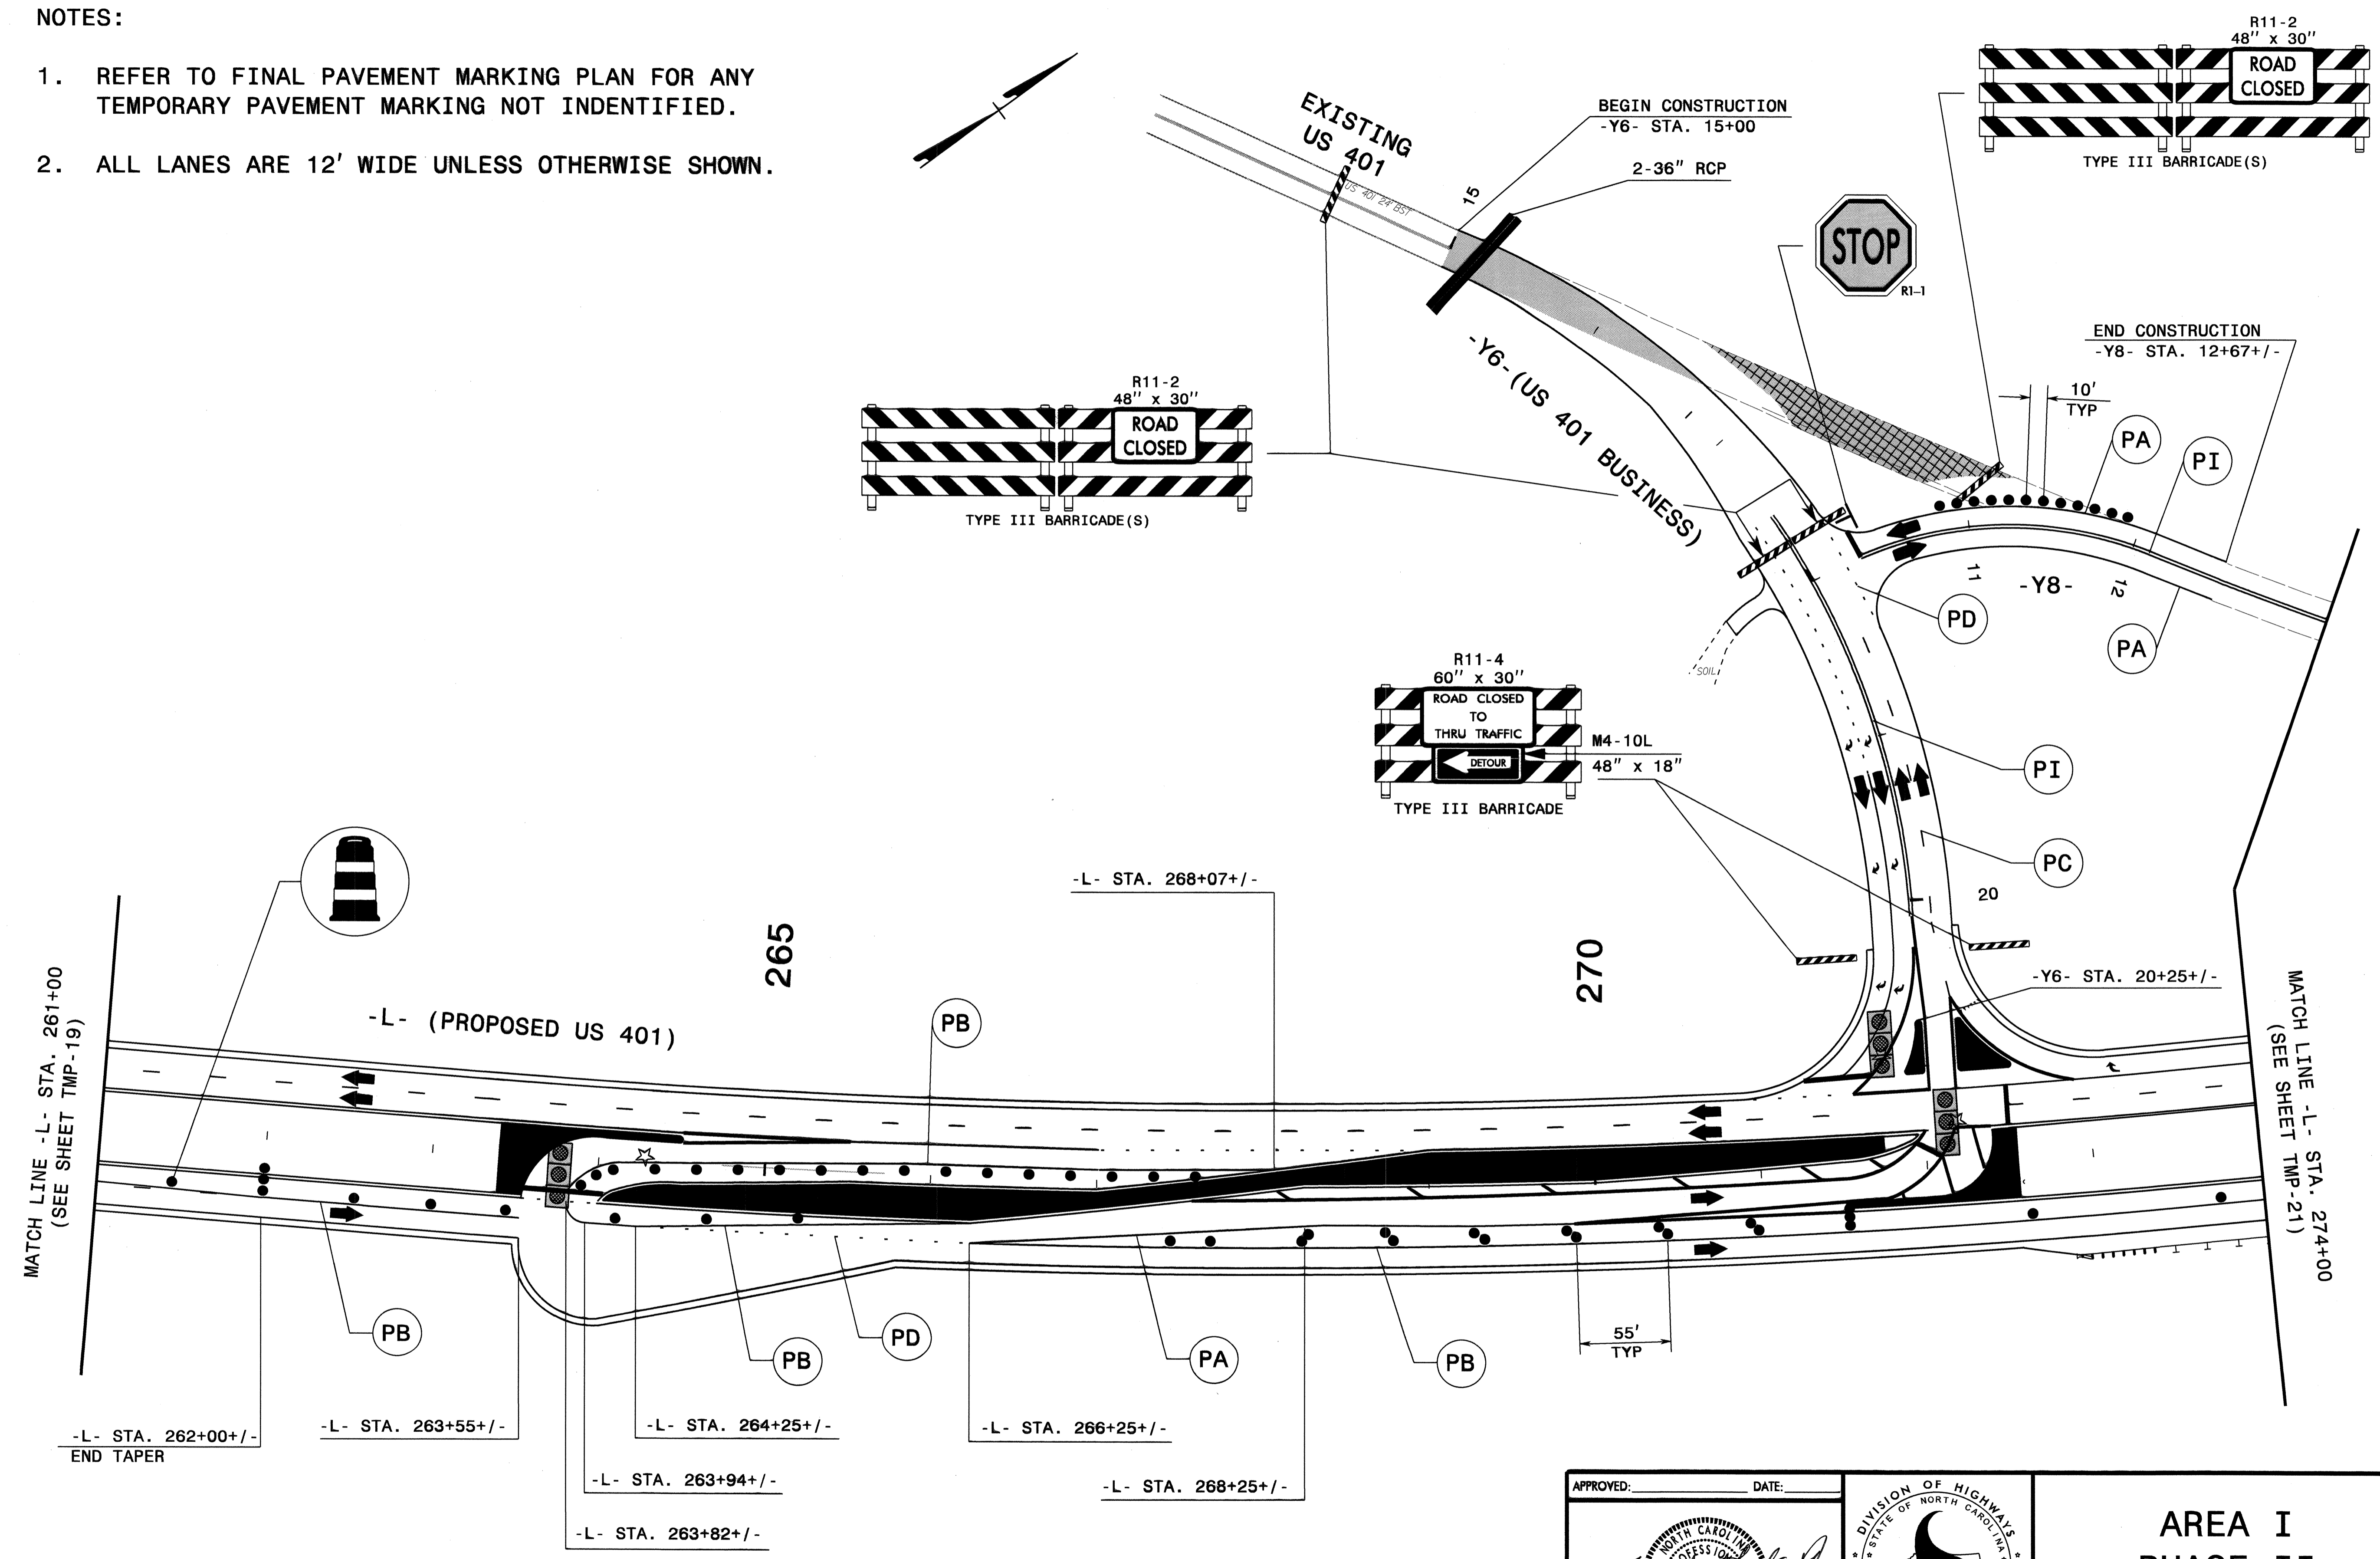 NOTES:
1. REFER TO FINAL PAVEMENT MARKING PLAN FOR ANY
TEMPORARY PAVEMENT MARKING NOT INDENTIFIED.
2. ALL LANES ARE 12' WIDE UNLESS OTHERWISE SHOWN.
R11-2
48" x 30"
ROAD
CLOSED
TYPE III BARRICADE(S)
EXISTING
US 401
US 401 24' BST
15
BEGIN CONSTRUCTION
-Y6- STA. 15+00
2-36" RCP
STOP
R1-1
END CONSTRUCTION
-Y8- STA. 12+67+/-
10'
TYP
PA
PI
-Y6-(US 401 BUSINESS)
R11-2
48" x 30"
ROAD
CLOSED
TYPE III BARRICADE(S)
11
-Y8-
12
PD
PA
SOIL
R11-4
60" x 30"
ROAD CLOSED
TO
THRU TRAFFIC
DETOUR
M4-10L
48" x 18"
TYPE III BARRICADE
PI
PC
20
-L- STA. 268+07+/-
265
270
-Y6- STA. 20+25+/-
MATCH LINE -L- STA. 261+00
(SEE SHEET TMP-19)
-L- (PROPOSED US 401)
PB
MATCH LINE -L- STA. 274+00
(SEE SHEET TMP-21)
PB
PB
PD
PA
PB
55'
TYP
-L- STA. 262+00+/-
END TAPER
-L- STA. 263+55+/-
-L- STA. 264+25+/-
-L- STA. 266+25+/-
-L- STA. 263+94+/-
-L- STA. 268+25+/-
-L- STA. 263+82+/-
APPROVED: DATE:
NORTH CAROLINA
DIVISION OF HIGHWAYS
STATE OF NORTH CAROLINA
AREA I